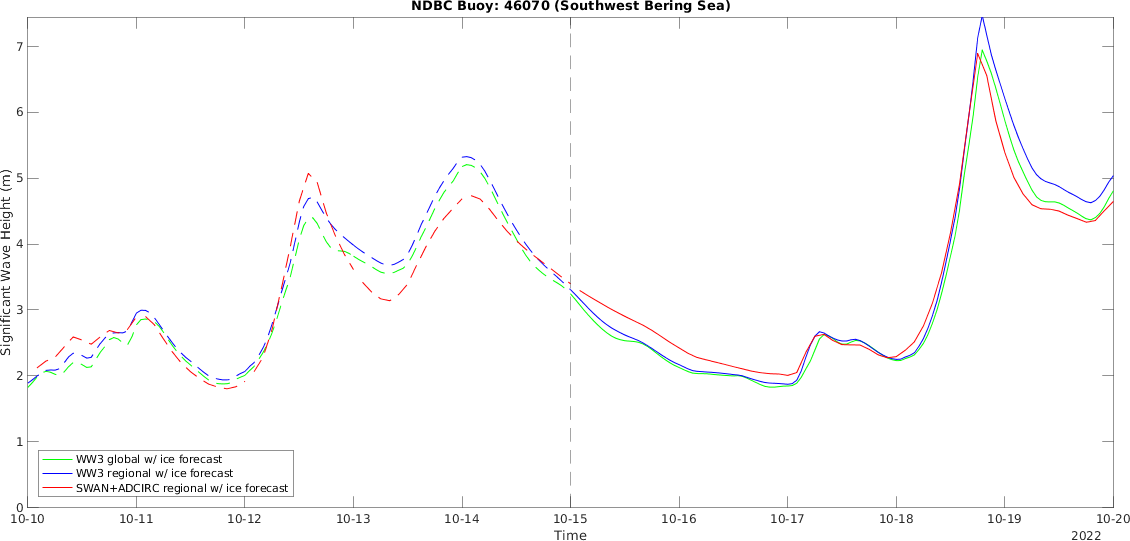 NDBC Buoy: 46070 (Southwest Bering Sea)
Significant Wave Height (m)
7
6
5
4
3
2
1
0
WW3 global w/ ice forecast
WW3 regional w/ ice forecast
SWAN+ADCIRC regional w/ ice forecast
10-10 10-11 10-12 10-13 10-14 10-15 10-16 10-17 10-18 10-19 10-20
Time
2022